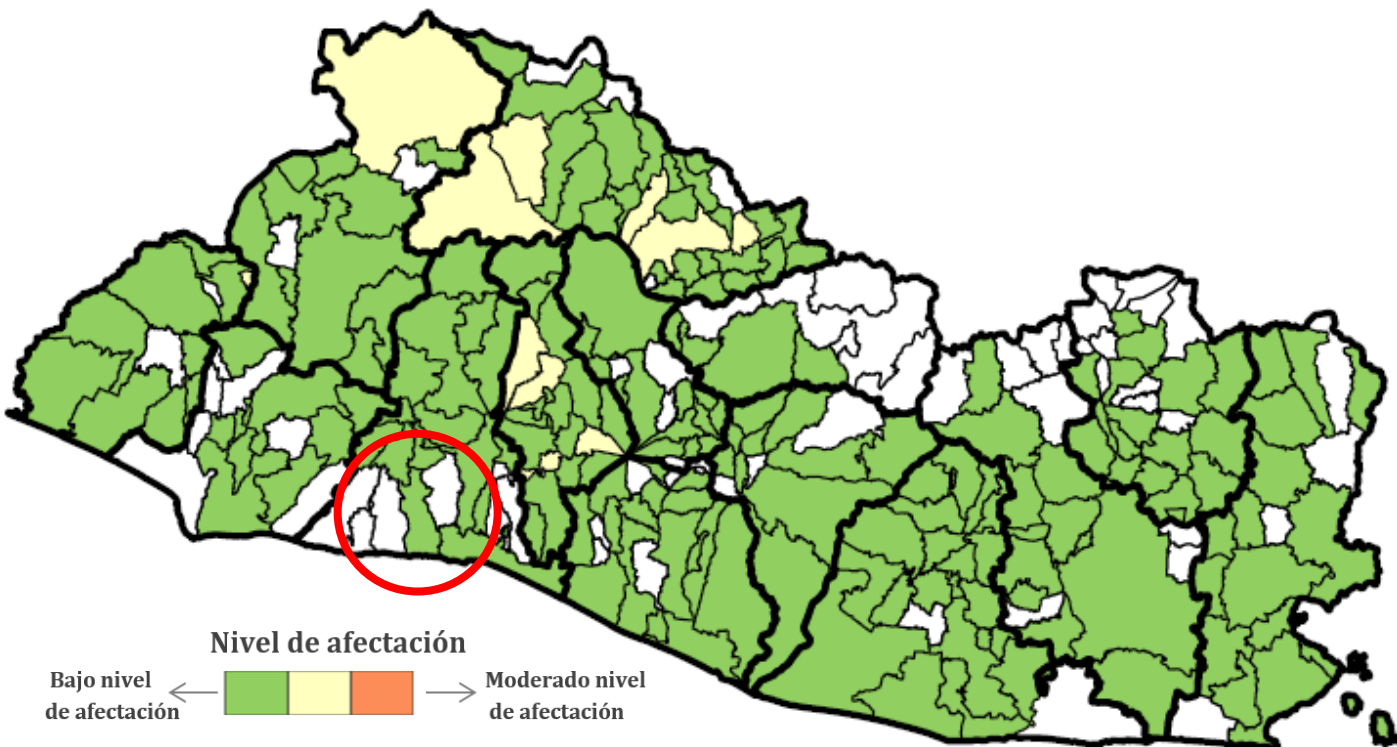 Nivel de afectación
Bajo nivel
de afectación
Moderado nivel
de afectación